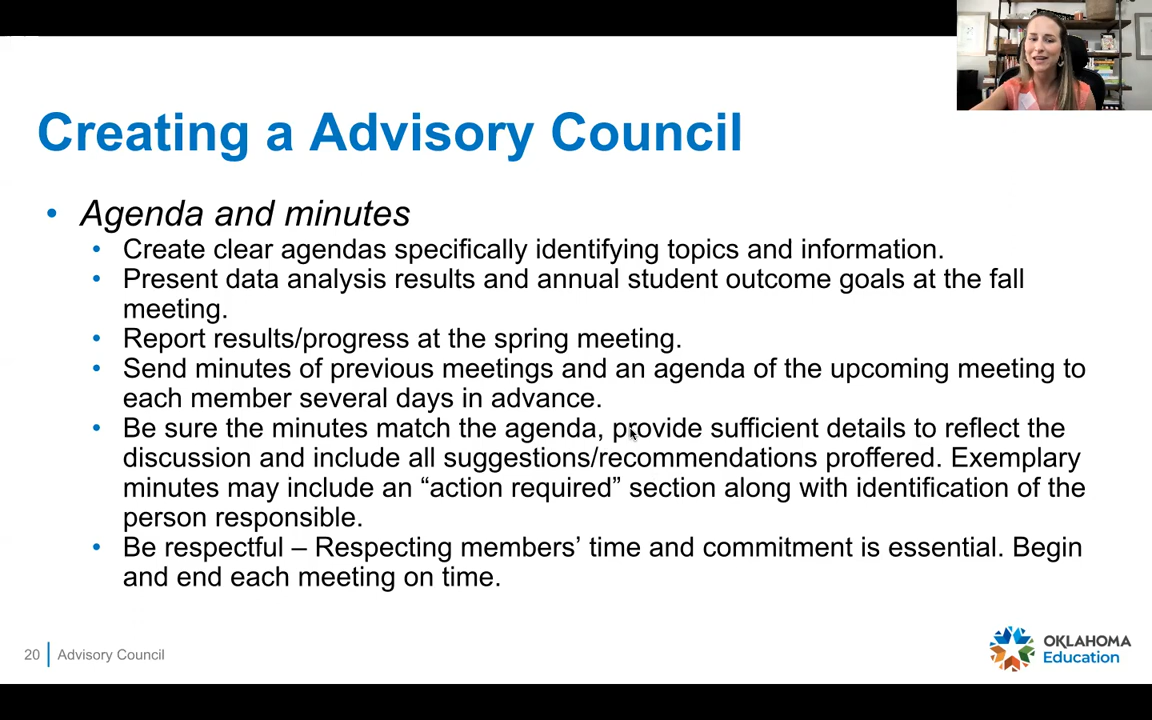 Creating a Advisory Council
• Agenda and minutes
• Create clear agendas specifically identifying topics and information.
• Present data analysis results and annual student outcome goals at the fall
meeting.
• Report results/progress at the spring meeting.
• Send minutes of previous meetings and an agenda of the upcoming meeting to
each member several days in advance.
• Be sure the minutes match the agenda, provide sufficient details to reflect the
discussion and include all suggestions/recommendations proffered. Exemplary
minutes may include an “action required” section along with identification of the
person responsible.
• Be respectful – Respecting members’ time and commitment is essential. Begin
and end each meeting on time.
20 Advisory Council
OKLAHOMA
Education